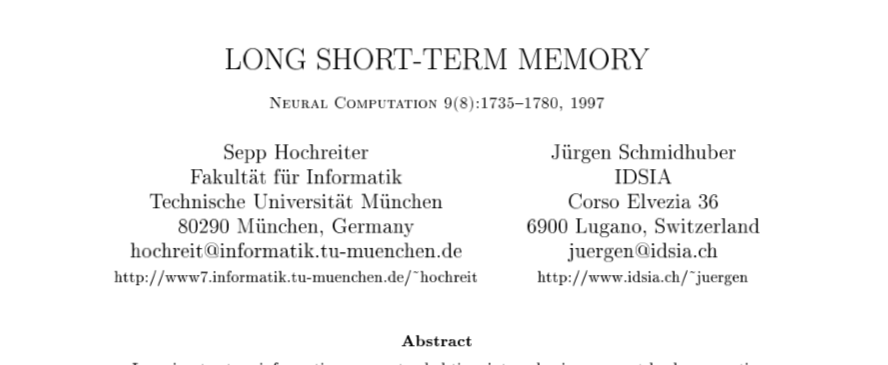 LONG SHORT-TERM MEMORY
NEURAL COMPUTATION 9(8):1735–1780, 1997
Sepp Hochreiter
Fakultät für Informatik
Technische Universität München
80290 München, Germany
hochreit@informatik.tu-muenchen.de
http://www7.informatik.tu-muenchen.de/~hochreit
Jürgen Schmidhuber
IDSIA
Corso Elvezia 36
6900 Lugano, Switzerland
juergen@idsia.ch
http://www.idsia.ch/~juergen
Abstract